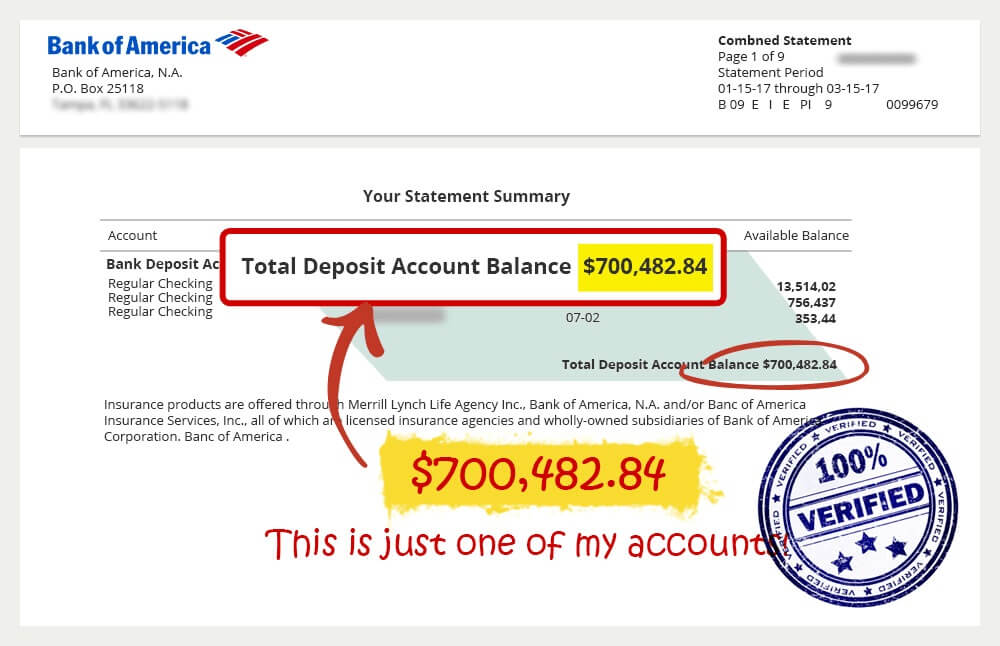 Bank of America
Bank of America, N.A.
P.O. Box 25118
Combned Statement
Page 1 of 9
Statement Period
01-15-17 through 03-15-17
B 09 E I E PI 9 0099679
Your Statement Summary
Account Available Balance
Bank Deposit Ac
Total Deposit Account Balance $700,482.84
Regular Checking 13,514,02
Regular Checking 756,437
Regular Checking 353,44
07-02
Total Deposit Account Balance $700,482.84
Insurance products are offered through Merrill Lynch Life Agency Inc., Bank of America, N.A. and/or Banc of America
Insurance Services, Inc., all of which are licensed insurance agencies and wholly-owned subsidiaries of Bank of America
Corporation. Banc of America .
$700,482.84
This is just one of my accounts!
VERIFIED VERIFIED VERIFIED VERIFIED VERIFIED VERIFIED VERIFIED VERIFIED
100%
VERIFIED